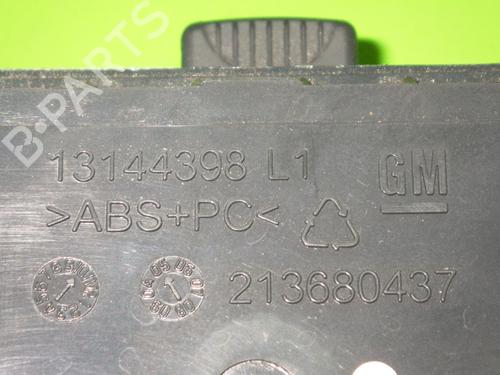 B-PARTS
13144398 L1
GM
>ABS+PC<
213680437